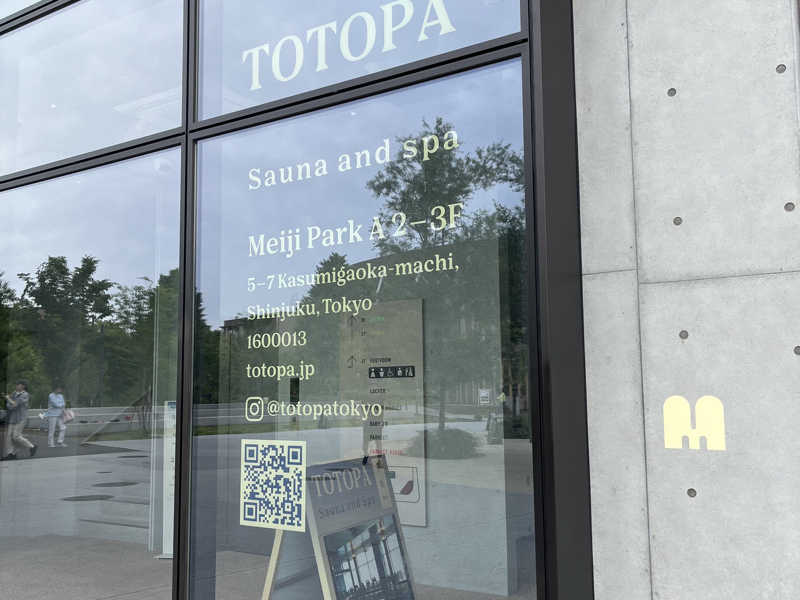 TOTOPA
Sauna and spa
Meiji Park A 2–3F
5–7 Kasumigaoka-machi,
Shinjuku, Tokyo
1600013
totopa.jp
@totopatokyo
TOTOPA
Sauna and spa
LOCKER